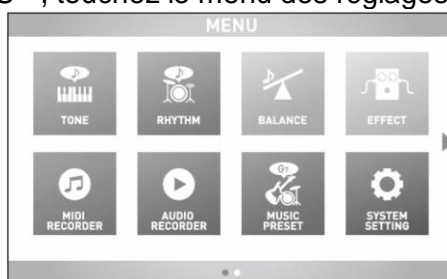 , touchez le menu des réglages
MENU
TONE
RHYTHM
BALANCE
EFFECT
G7
MIDI
RECORDER
AUDIO
RECORDER
MUSIC
PRESET
SYSTEM
SETTING